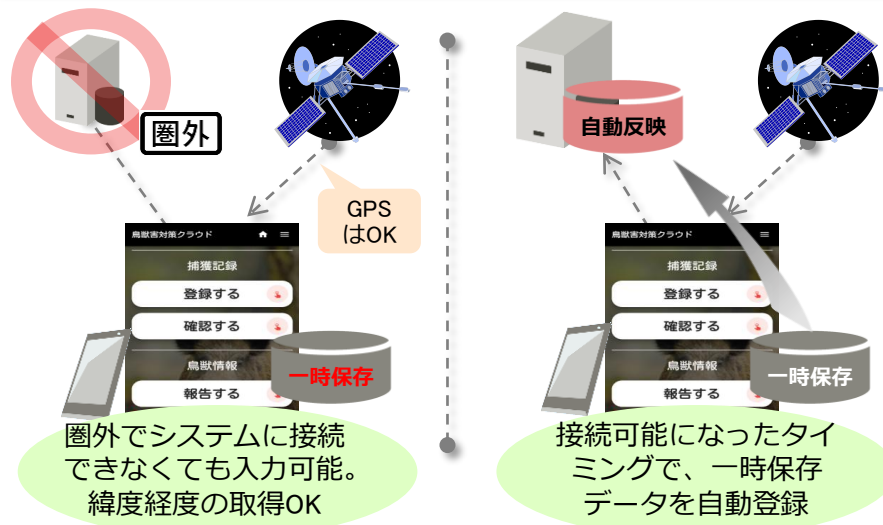 圏外
GPS
はOK
鳥獣害対策クラウド
捕獲記録
登録する
確認する
鳥獣情報
報告する
一時保存
圏外でシステムに接続
できなくても入力可能。
緯度経度の取得OK
自動反映
鳥獣害対策クラウド
捕獲記録
登録する
確認する
鳥獣情報
報告する
一時保存
接続可能になったタイ
ミングで、一時保存
データを自動登録